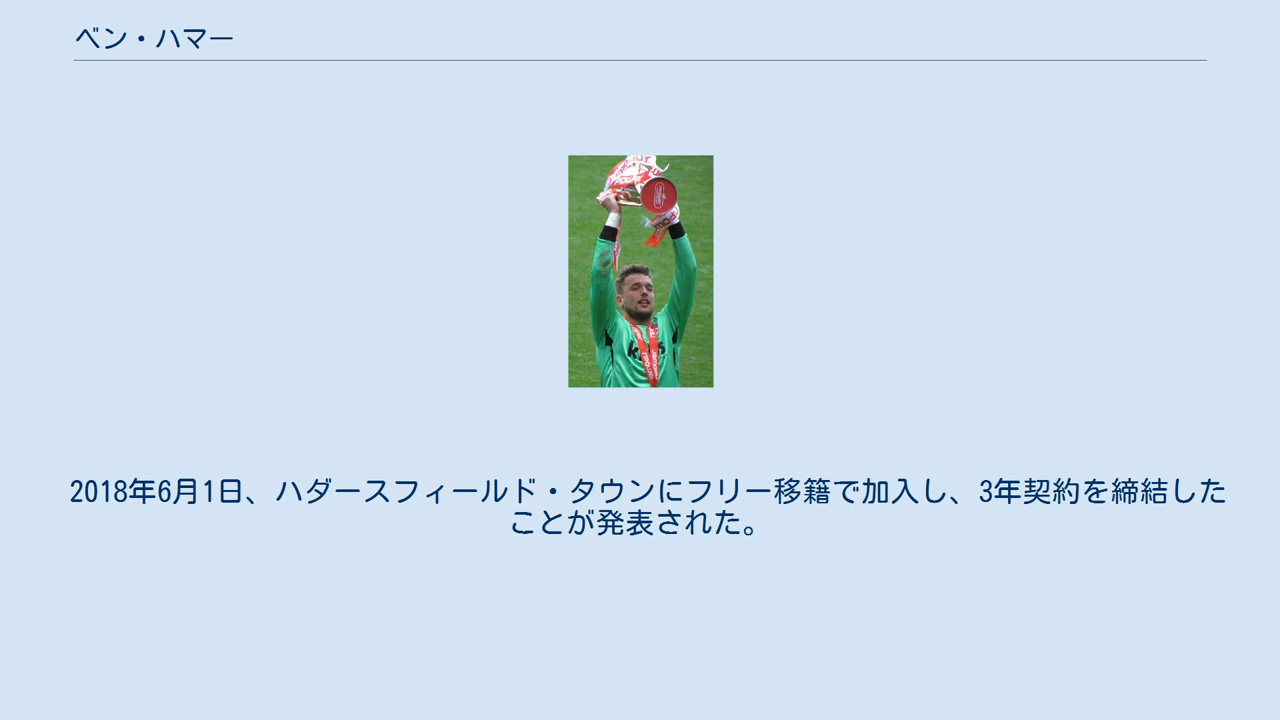 ベン・ハマー
2018年6月1日、ハダースフィールド・タウンにフリー移籍で加入し、3年契約を締結した
ことが発表された。